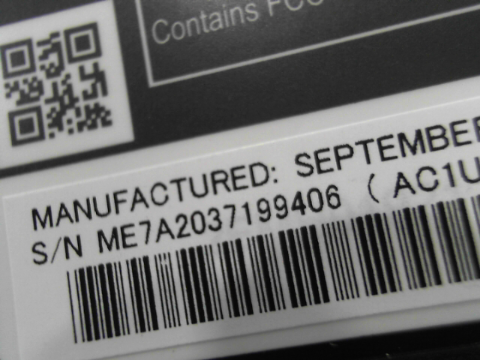 Contains FCC
MANUFACTURED: SEPTEMBER
S/N ME7A2037199406 ( AC1U